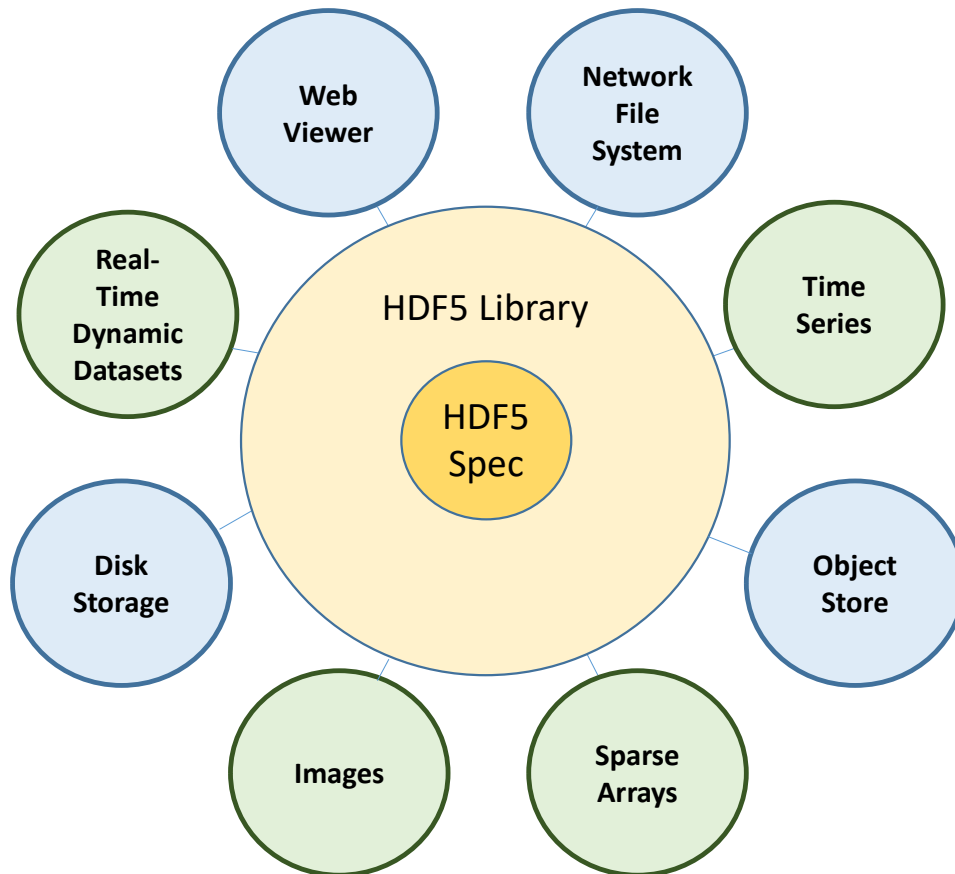 Web
Viewer
Network
File
System
Real-
Time
Dynamic
Datasets
HDF5 Library
Time
Series
HDF5
Spec
Disk
Storage
Object
Store
Images
Sparse
Arrays